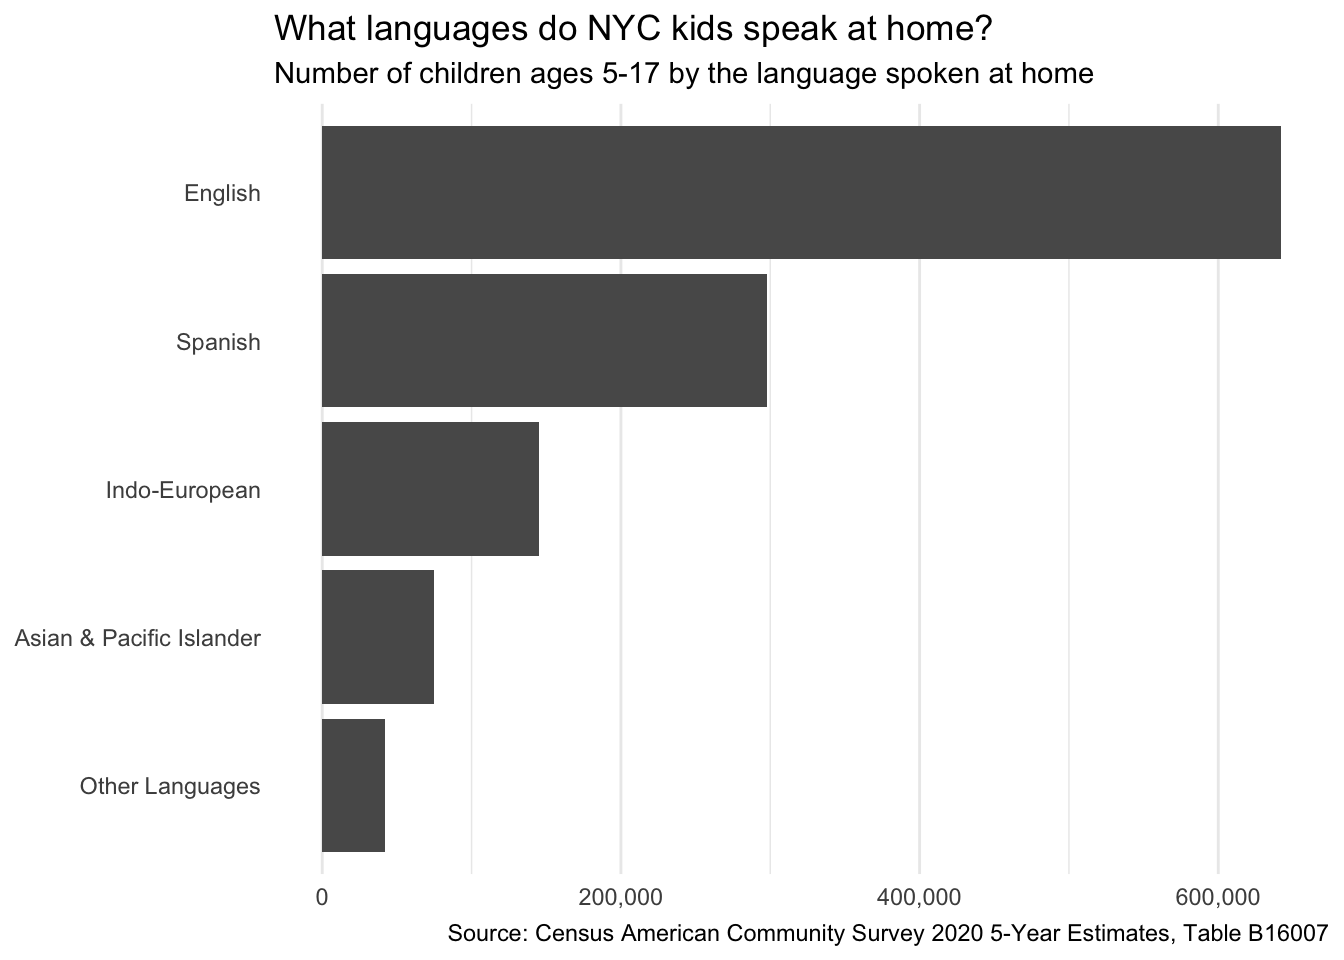 What languages do NYC kids speak at home?
Number of children ages 5-17 by the language spoken at home
English
Spanish
Indo-European
Asian & Pacific Islander
Other Languages
0
200,000
400,000
600,000
Source: Census American Community Survey 2020 5-Year Estimates, Table B16007